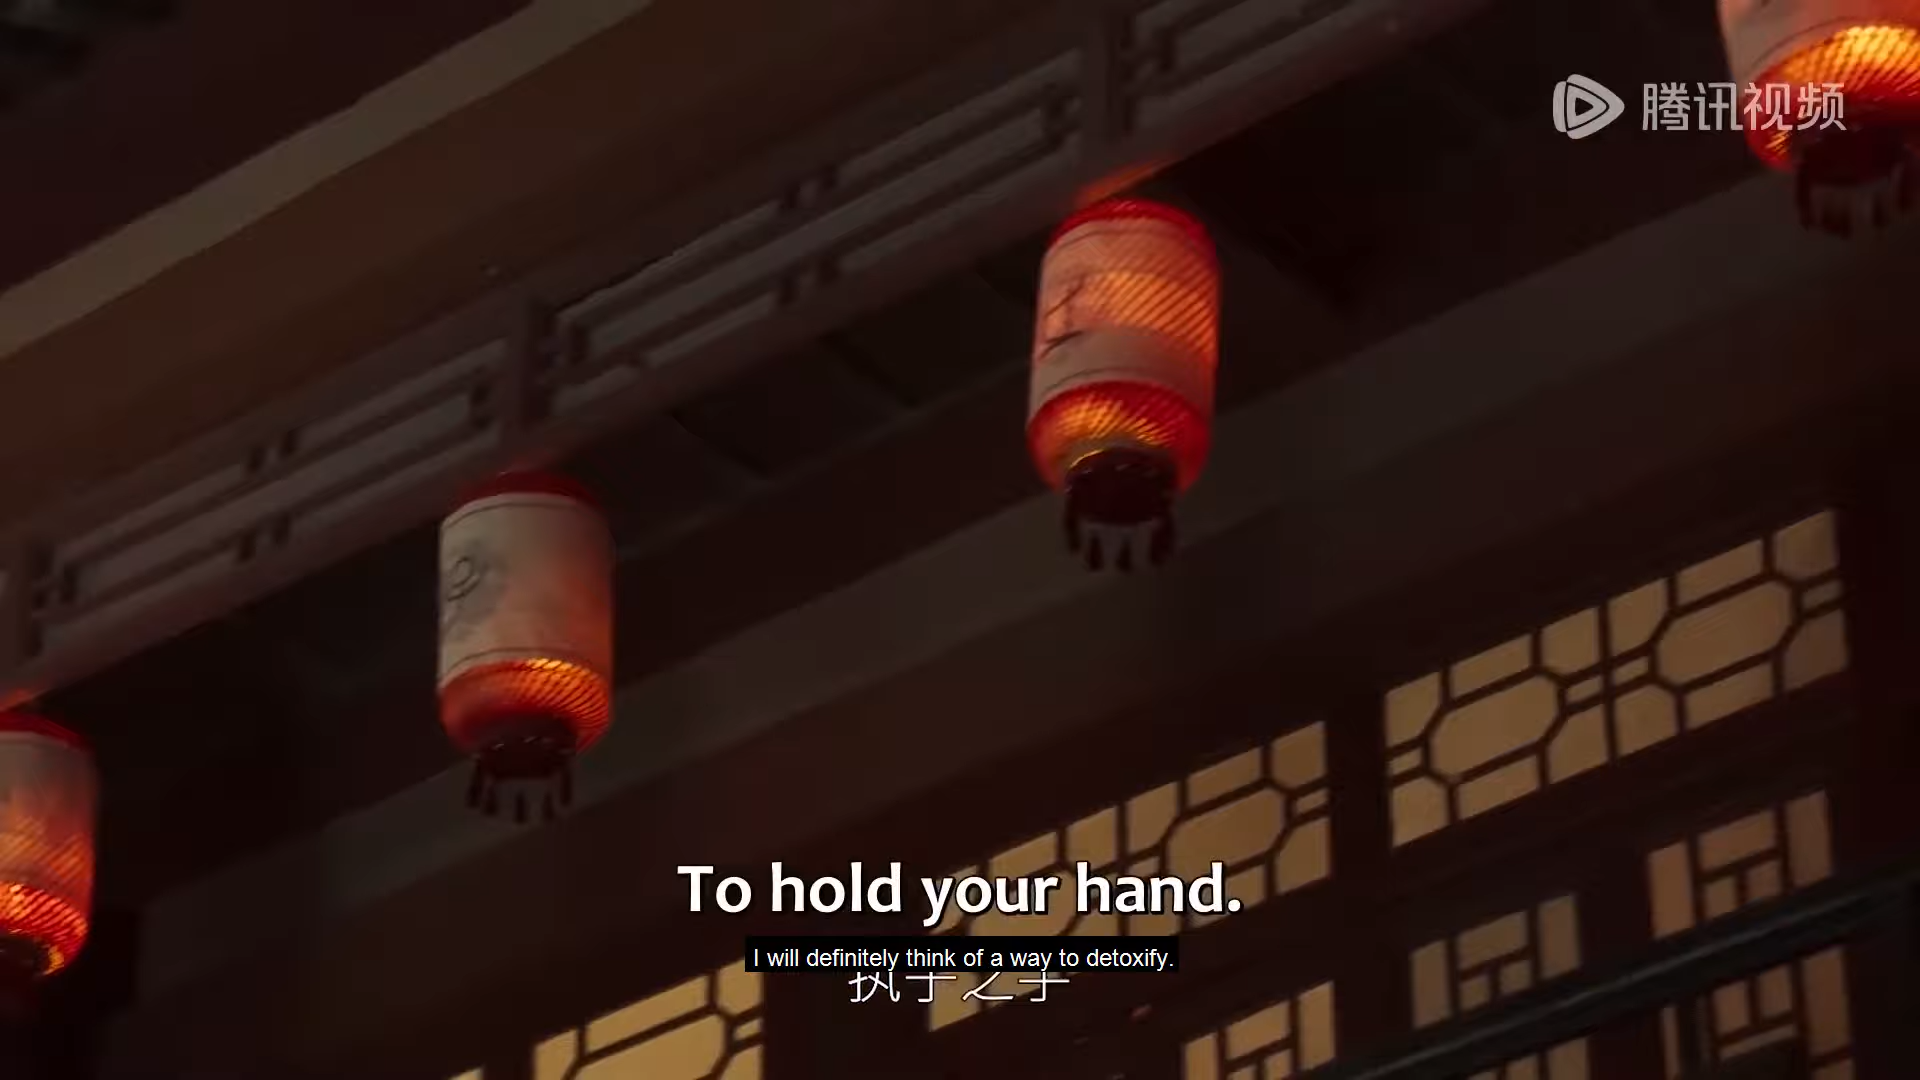 腾讯视频
To hold your hand.
I will definitely think of a way to detoxify.
执子之手